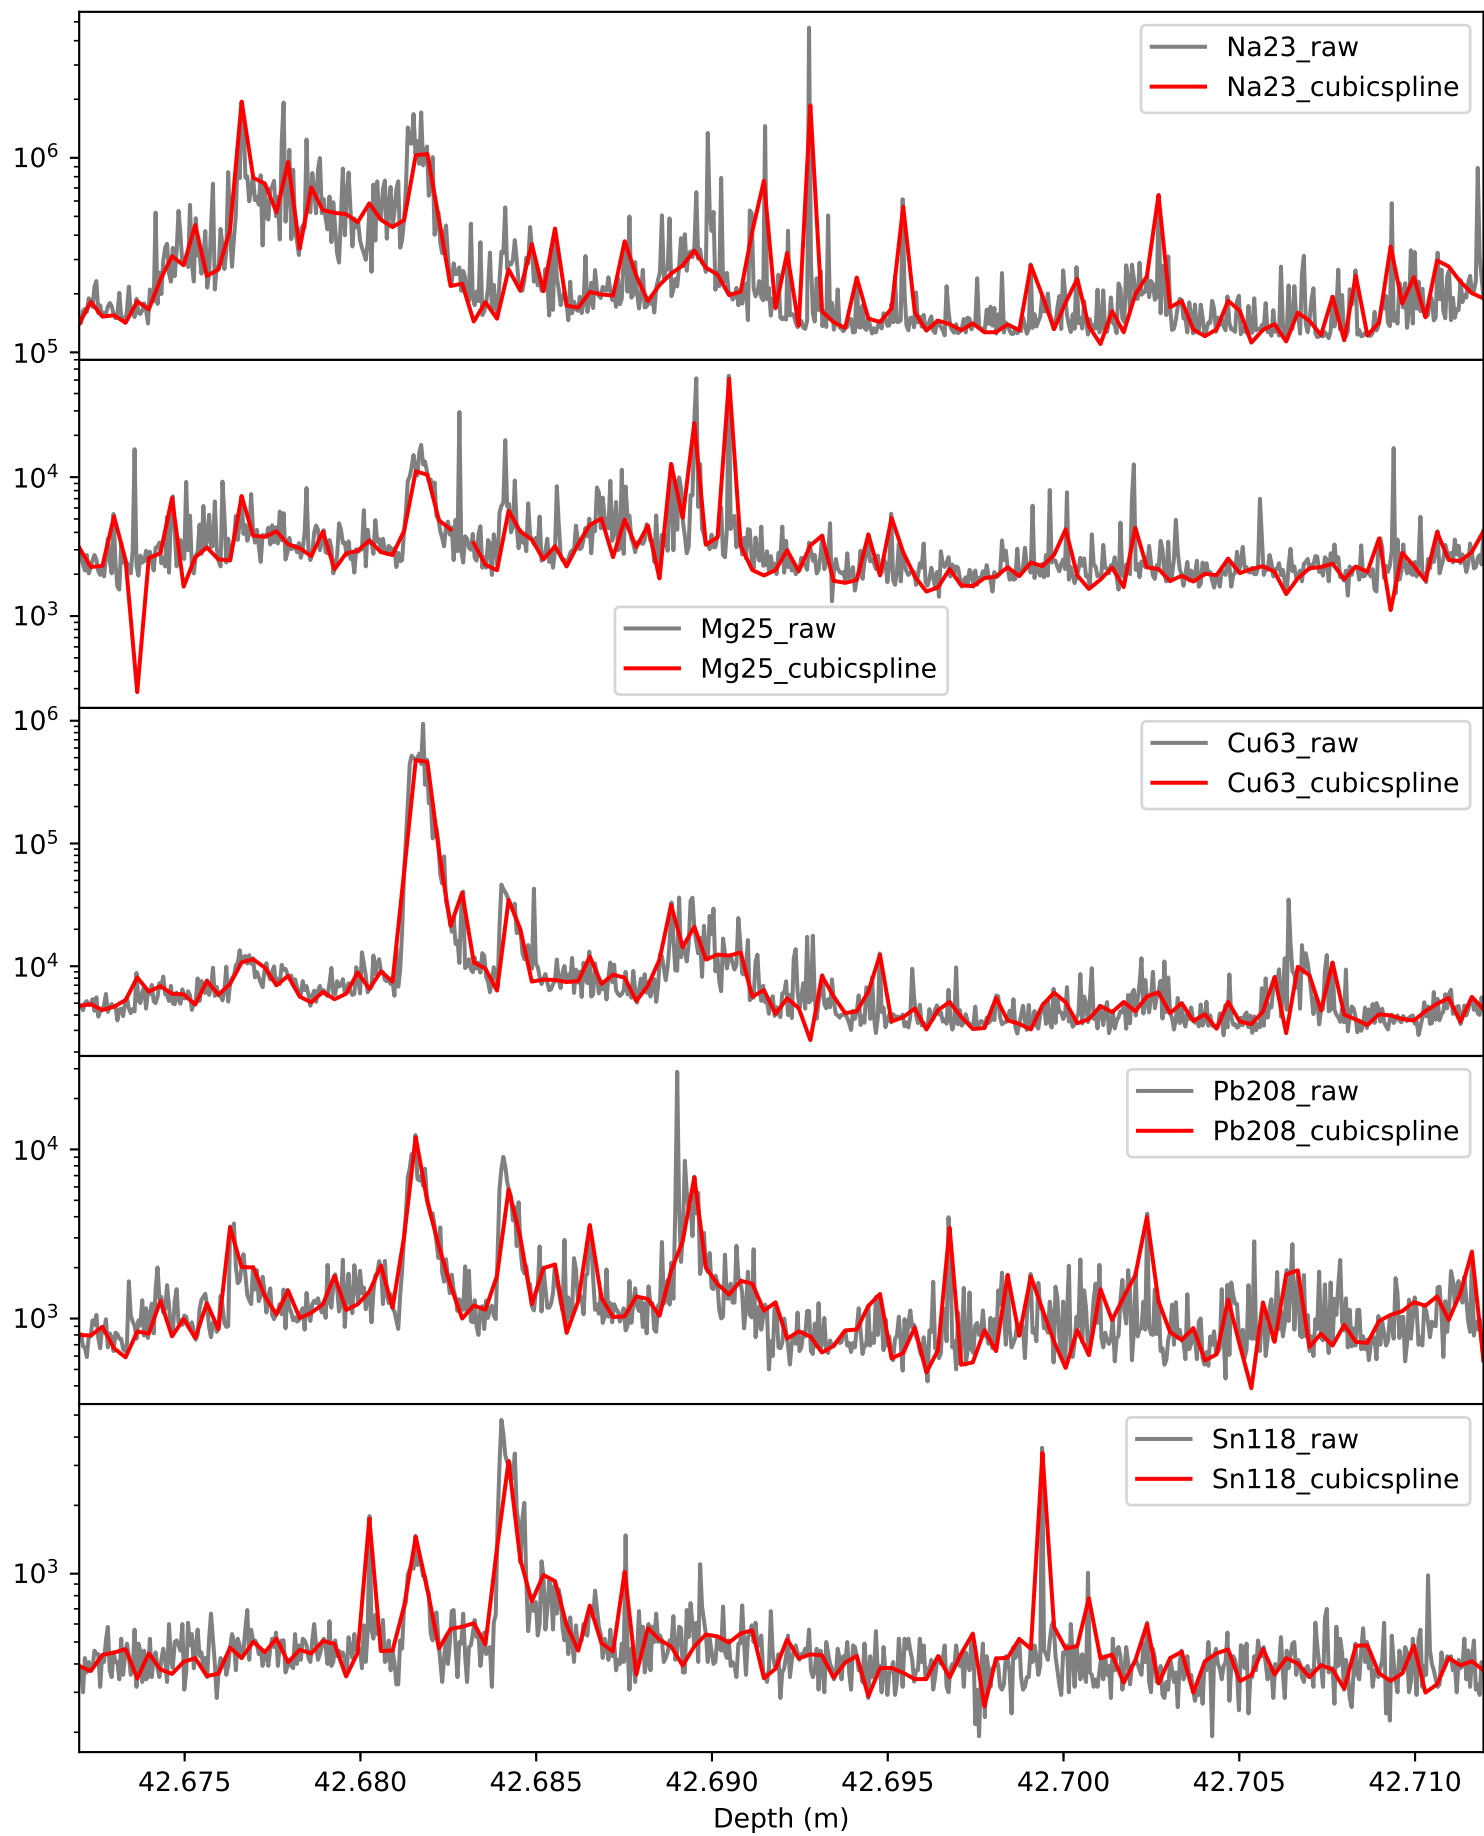 Na23_raw
Na23_cubicspline
10^6
10^5
10^4
10^3
Mg25_raw
Mg25_cubicspline
10^6
Cu63_raw
Cu63_cubicspline
10^5
10^4
Pb208_raw
Pb208_cubicspline
10^4
10^3
Sn118_raw
Sn118_cubicspline
10^3
42.675 42.680 42.685 42.690 42.695 42.700 42.705 42.710
Depth (m)